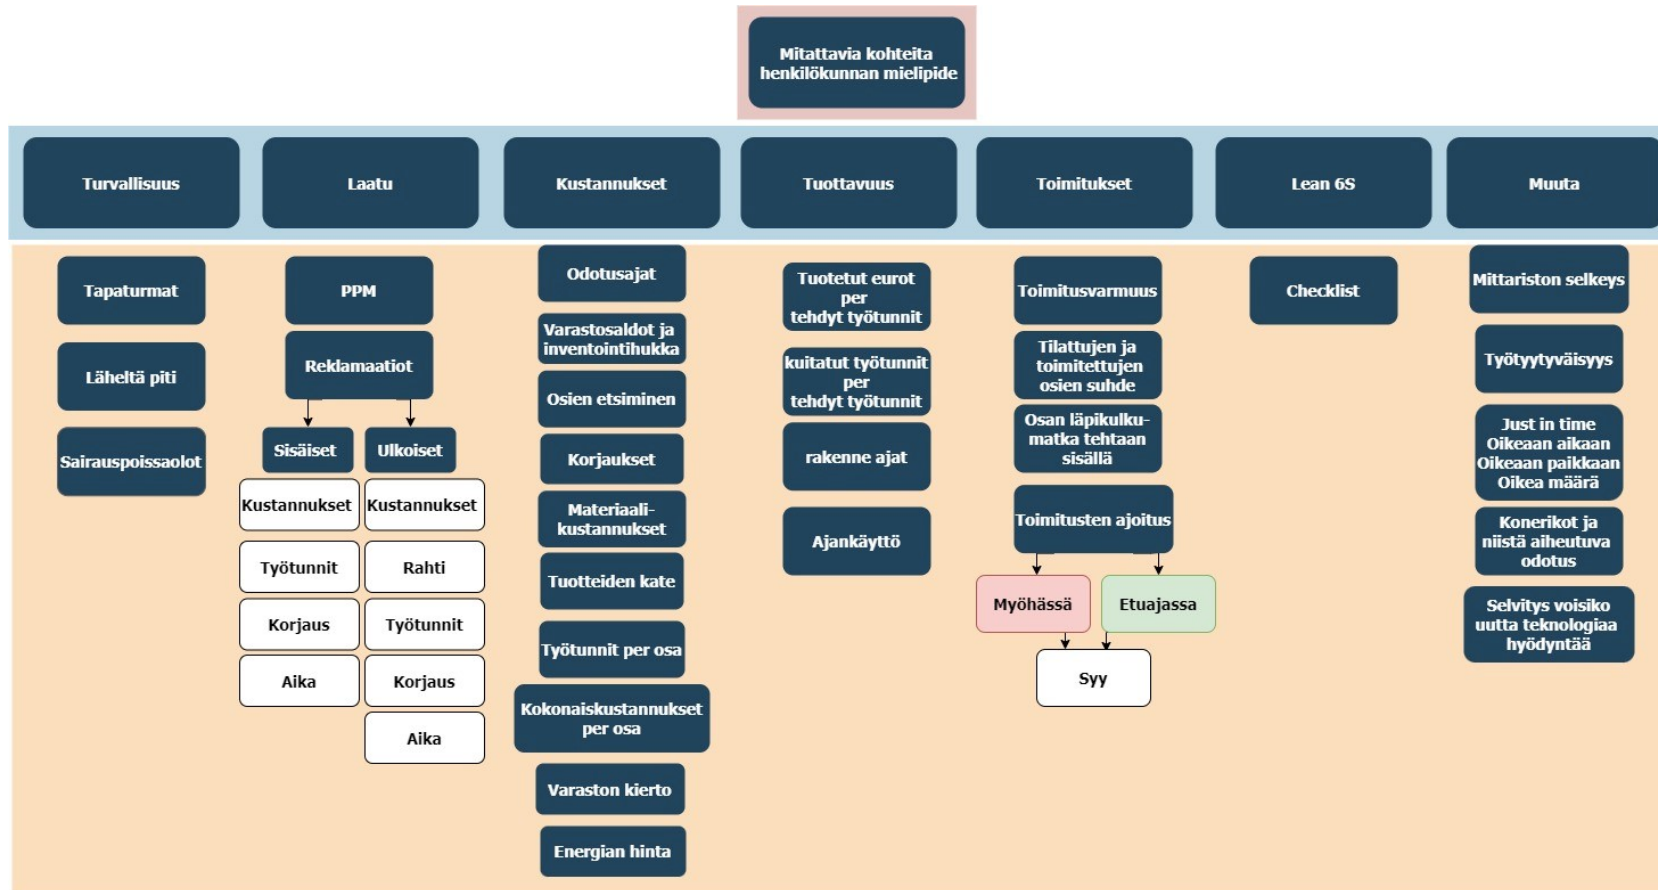 Mitattavia kohteita
henkilökunnan mielipide
Turvallisuus
Laatu
Kustannukset
Tuottavuus
Toimitukset
Lean 6S
Muuta
Tapaturmat
Läheltä piti
Sairauspoissaolot
PPM
Reklamaatiot
Sisäiset
Kustannukset
Työtunnit
Korjaus
Aika
Ulkoiset
Kustannukset
Rahti
Työtunnit
Korjaus
Aika
Odotusajat
Varastosaldot ja
inventointihukka
Osien etsiminen
Korjaukset
Materiaali-
kustannukset
Tuotteiden kate
Työtunnit per osa
Kokonaiskustannukset
per osa
Varaston kierto
Energian hinta
Tuotetut eurot
per
tehdyt työtunnit
kuitatut työtunnit
per
tehdyt työtunnit
rakenne ajat
Ajankäyttö
Toimitusvarmuus
Tilattujen ja
toimitettujen
osien suhde
Osan läpikulku-
matka tehtaan
sisällä
Toimitusten ajoitus
Myöhässä
Etuajassa
Syy
Checklist
Mittariston selkeys
Työtyytyväisyys
Just in time
Oikeaan aikaan
Oikeaan paikkaan
Oikea määrä
Konerikot ja
niistä aiheutuva
odotus
Selvitys voisiko
uutta teknologiaa
hyödyntää